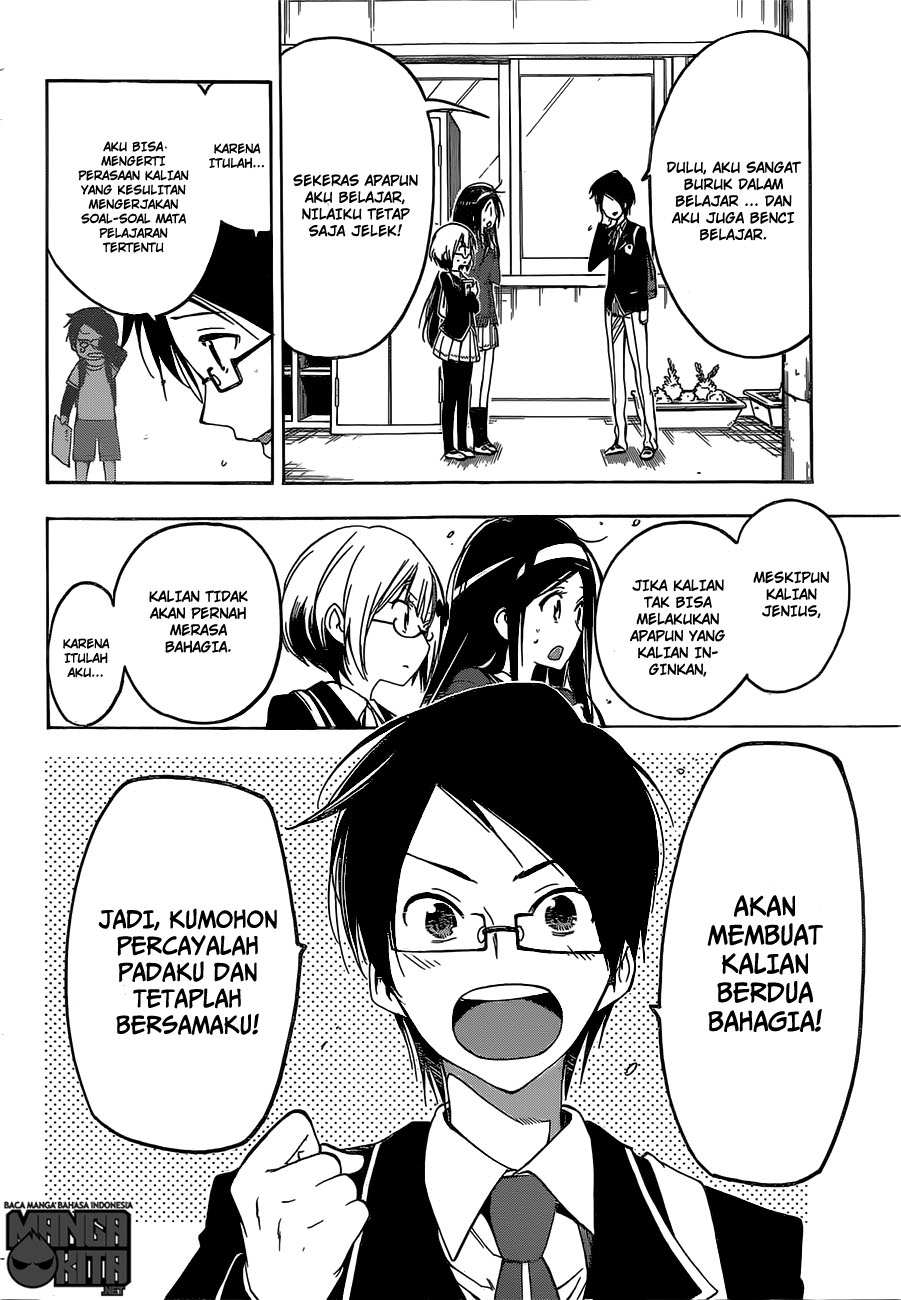 DULU, AKU SANGAT
BURUK DALAM
BELAJAR ... DAN
AKU JUGA BENCI
BELAJAR.
SEKERAS APAPUN
AKU BELAJAR,
NILAIKU TETAP
SAJA JELEK!
KARENA
ITULAH...
AKU BISA
MENGERTI
PERASAAN KALIAN
YANG KESULITAN
MENGERJAKAN
SOAL-SOAL MATA
PELAJARAN
TERTENTU
MESKIPUN
KALIAN
JENIUS,
JIKA KALIAN
TAK BISA
MELAKUKAN
APAPUN YANG
KALIAN IN-
GINKAN,
KALIAN TIDAK
AKAN PERNAH
MERASA
BAHAGIA.
KARENA
ITULAH
AKU...
AKAN
MEMBUAT
KALIAN
BERDUA
BAHAGIA!
JADI, KUMOHON
PERCAYALAH
PADAKU DAN
TETAPLAH
BERSAMAKU!
BACA MANGA BAHASA INDONESIA
MANGA
KITA
.NET